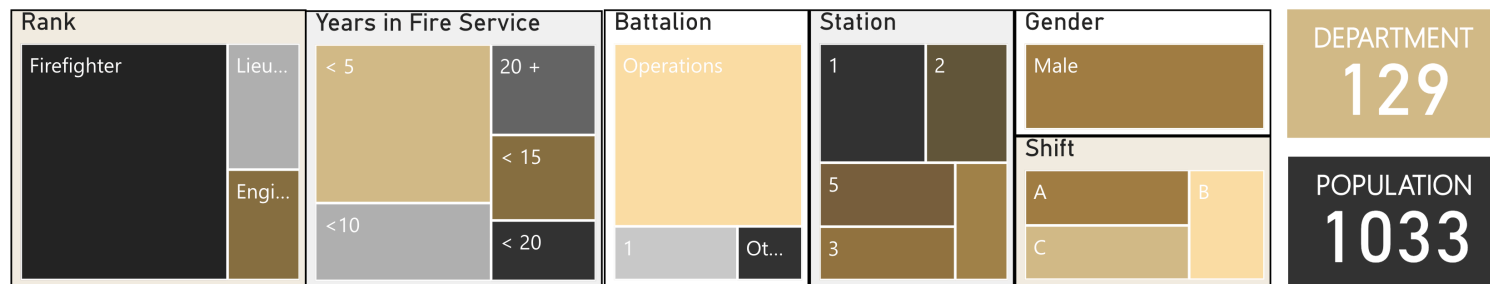 Rank
Firefighter
Lieu...
Engi...
Years in Fire Service
< 5
20 +
< 15
<10
< 20
Battalion
Operations
1
Ot...
Station
1
2
5
3
Gender
Male
Shift
A
B
C
DEPARTMENT
129
POPULATION
1033